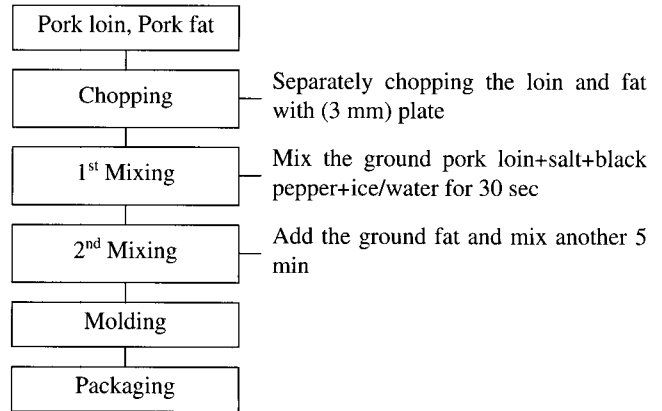 Pork loin, Pork fat
Chopping
Separately chopping the loin and fat
with (3 mm) plate
1st Mixing
Mix the ground pork loin+salt+black
pepper+ice/water for 30 sec
2nd Mixing
Add the ground fat and mix another 5
min
Molding
Packaging